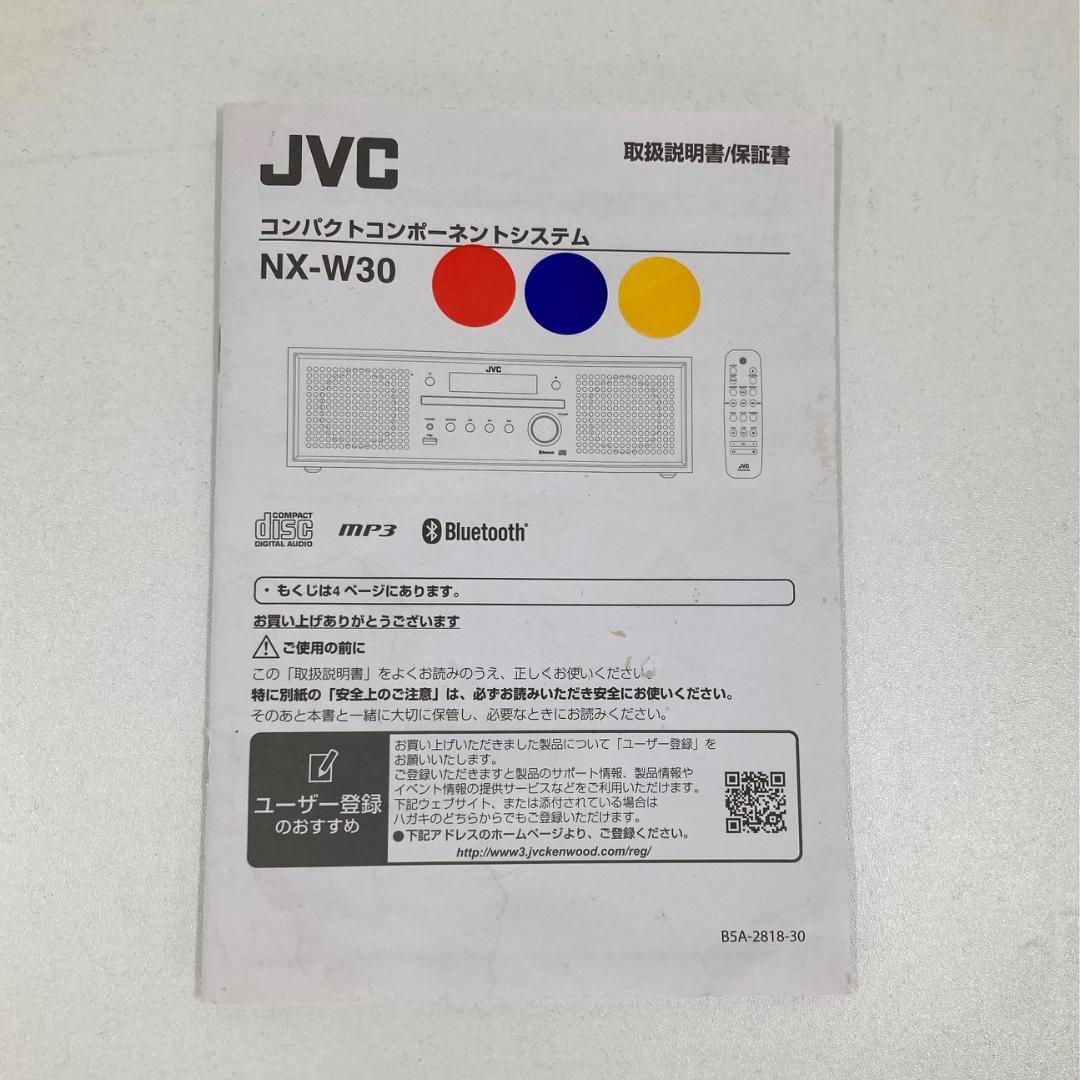 JVC
取扱説明書/保証書
コンパクトコンポーネントシステム
NX-W30
JVC
Bluetooth
JVC
COMPACT
disc
DIGITAL AUDIO
MP3
Bluetooth®
・もくじは4 ページにあります。
お買い上げありがとうございます
ご使用の前に
この「取扱説明書」をよくお読みのうえ、正しくお使いください。
特に別紙の「安全上のご注意」は、必ずお読みいただき安全にお使いください。
そのあと本書と一緒に大切に保管し、必要なときにお読みください。
ユーザー登録
のおすすめ
お買い上げいただきました製品について「ユーザー登録」を
お願いいたします。
ご登録いただきますと製品のサポート情報、製品情報や
イベント情報の提供サービスなどをご利用いただけます。
下記ウェブサイト、または添付されている場合は
ハガキのどちらからでもご登録いただけます。
●下記アドレスのホームページより、ご登録ください。
http://www3.jvckenwood.com/reg/
B5A-2818-30